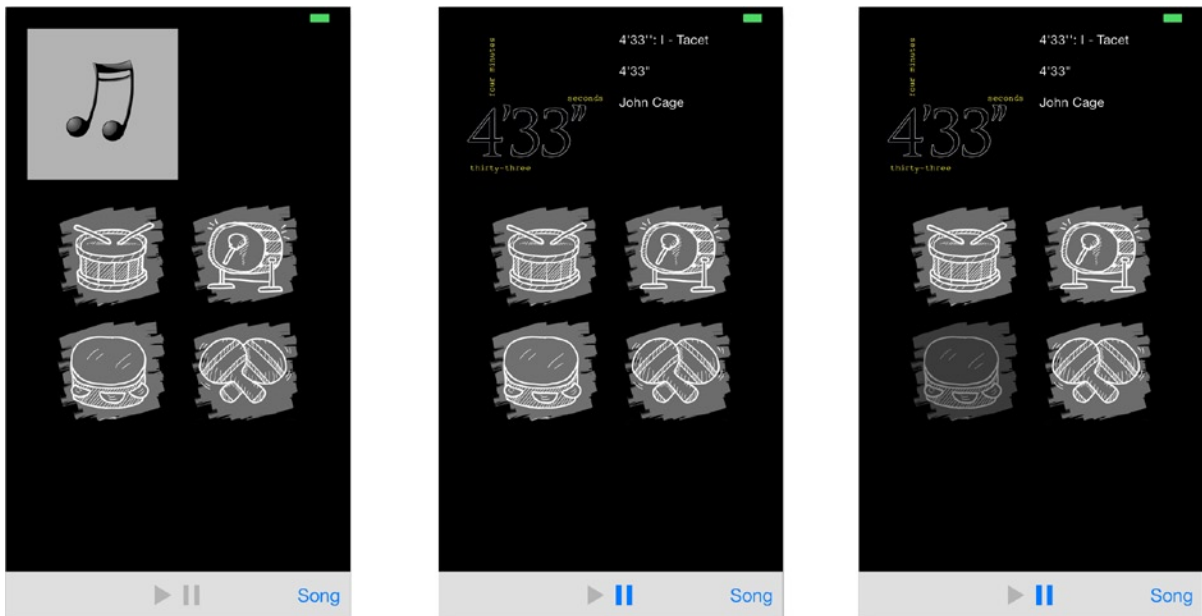 Song
four minutes
seconds
4'33”
thirty-three
4'33'': I - Tacet
4'33"
John Cage
Song
four minutes
seconds
4'33”
thirty-three
4'33'': I - Tacet
4'33"
John Cage
Song